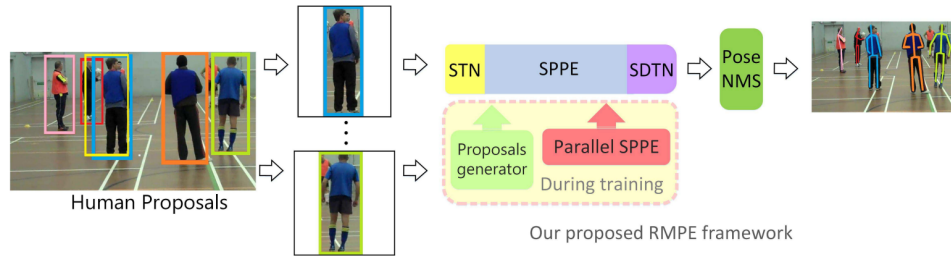 Human Proposals
STN
SPPE
SDTN
Pose
NMS
Proposals
generator
Parallel SPPE
During training
Our proposed RMPE framework